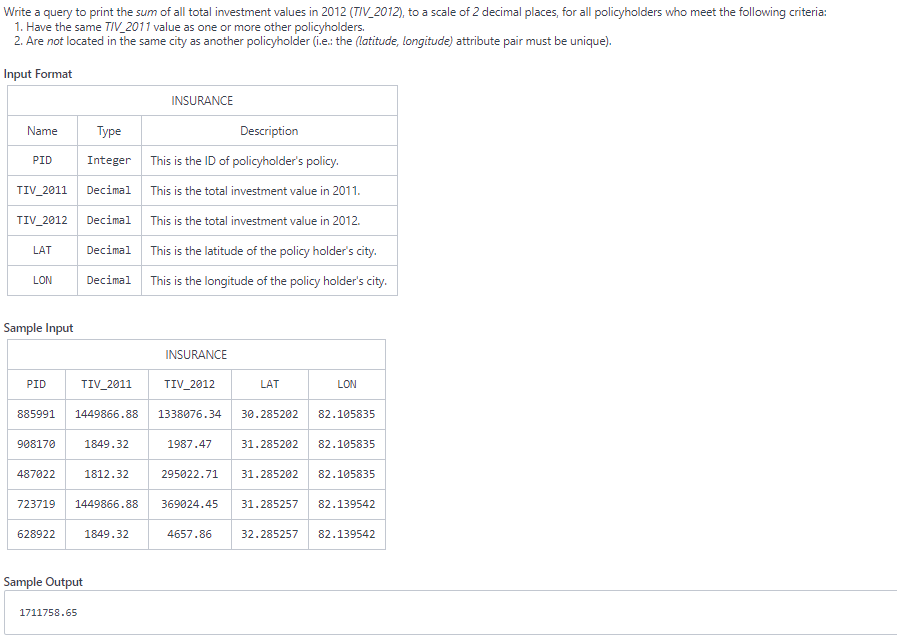 Write a query to print the sum of all total investment values in 2012 (TIV_2012), to a scale of 2 decimal places, for all policyholders who meet the following criteria:
1. Have the same TIV_2011 value as one or more other policyholders.
2. Are not located in the same city as another policyholder (i.e.: the (latitude, longitude) attribute pair must be unique).
Input Format
INSURANCE
Name Type Description
PID Integer This is the ID of policyholder's policy.
TIV_2011 Decimal This is the total investment value in 2011.
TIV_2012 Decimal This is the total investment value in 2012.
LAT Decimal This is the latitude of the policy holder's city.
LON Decimal This is the longitude of the policy holder's city.
Sample Input
INSURANCE
PID TIV_2011 TIV_2012 LAT LON
885991 1449866.88 1338076.34 30.285202 82.105835
908170 1849.32 1987.47 31.285202 82.105835
487022 1812.32 295022.71 31.285202 82.105835
723719 1449866.88 369024.45 31.285257 82.139542
628922 1849.32 4657.86 32.285257 82.139542
Sample Output
1711758.65